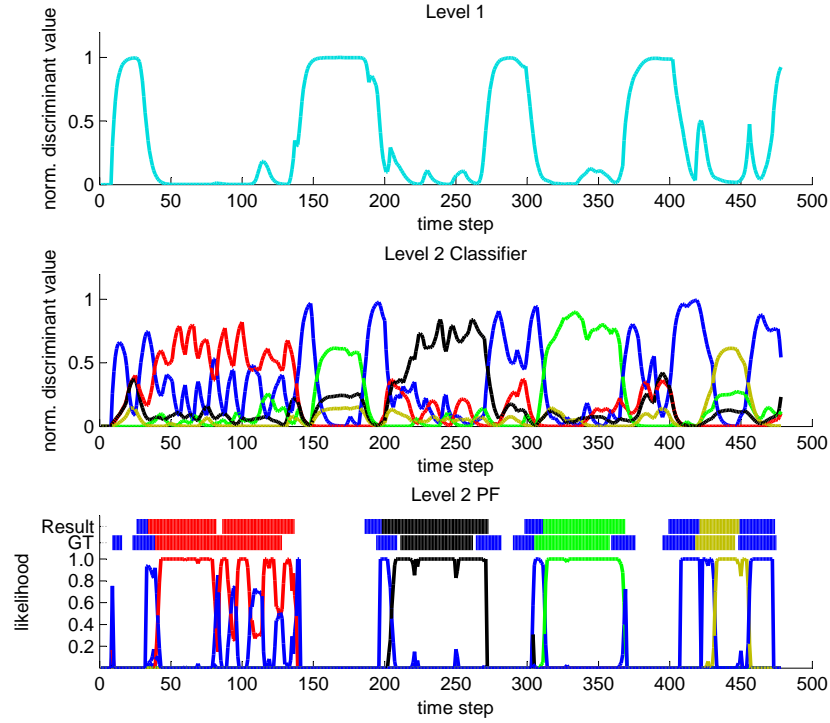 Level 1
norm. discriminant value
1
0.5
0
0 50 100 150 200 250 300 350 400 450 500
time step
Level 2 Classifier
norm. discriminant value
1
0.5
0
0 50 100 150 200 250 300 350 400 450 500
time step
Level 2 PF
Result
GT
likelihood
1.0
0.8
0.6
0.4
0.2
0 50 100 150 200 250 300 350 400 450 500
time step